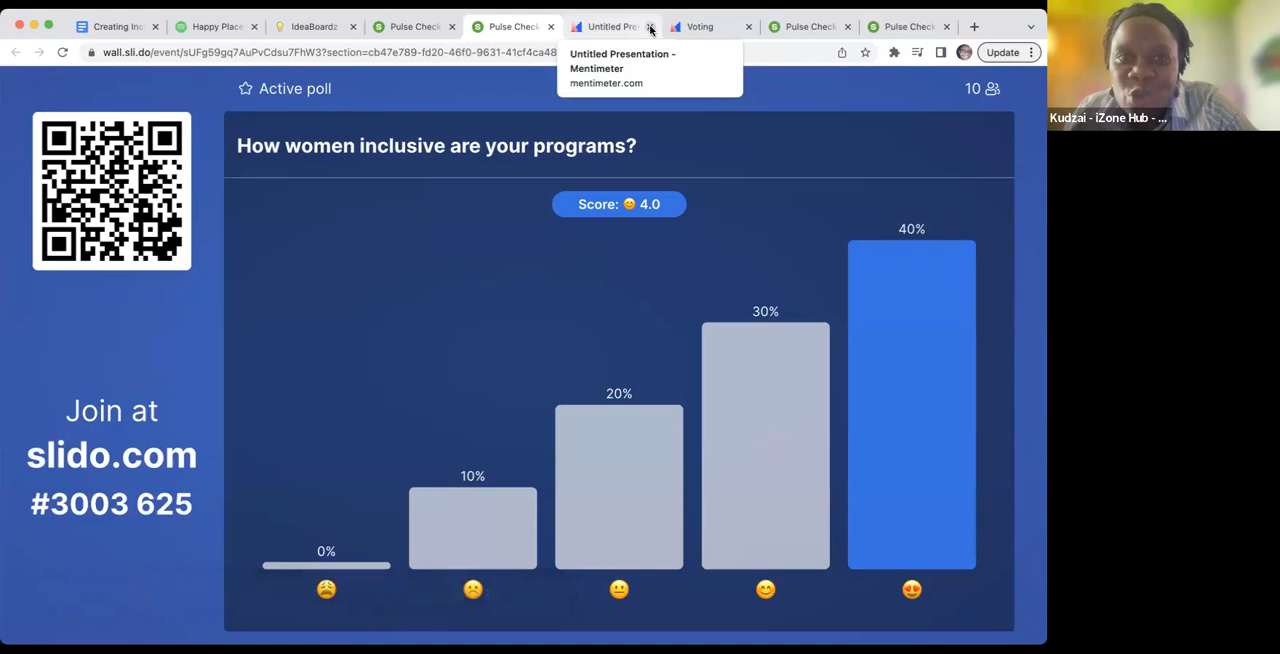 Creating Inc
Happy Place
IdeaBoardz
Pulse Check
Pulse Check
Untitled Pres
Voting
Pulse Check
Pulse Check
wall.sli.do/event/sUFg59gq7AuPvCdsu7FhW3?section=cb47e789-fd20-46f0-9631-41cf4ca48
Update
Untitled Presentation -
Mentimeter
mentimeter.com
Kudzai - iZone Hub - ...
Active poll
10
How women inclusive are your programs?
Score: 😊 4.0
40%
30%
20%
10%
0%
Join at
slido.com
#3003 625